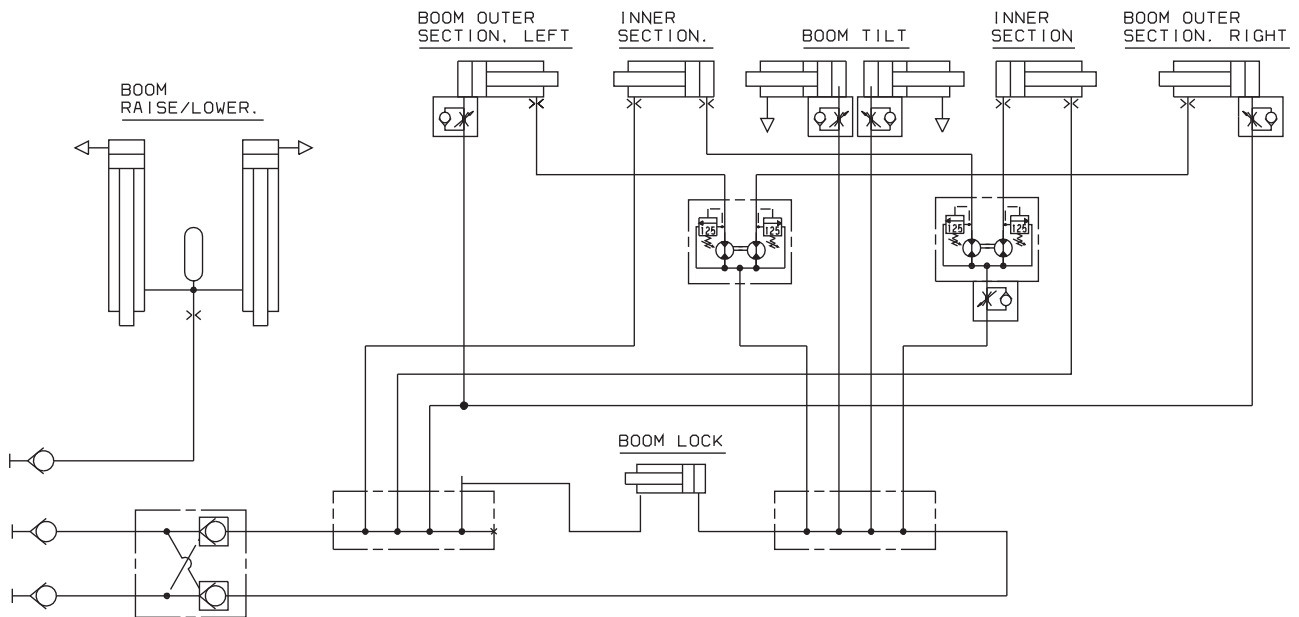 BOOM OUTER
SECTION, LEFT
INNER
SECTION.
BOOM TILT
INNER
SECTION
BOOM OUTER
SECTION. RIGHT
BOOM
RAISE/LOWER.
125
125
125
125
BOOM LOCK